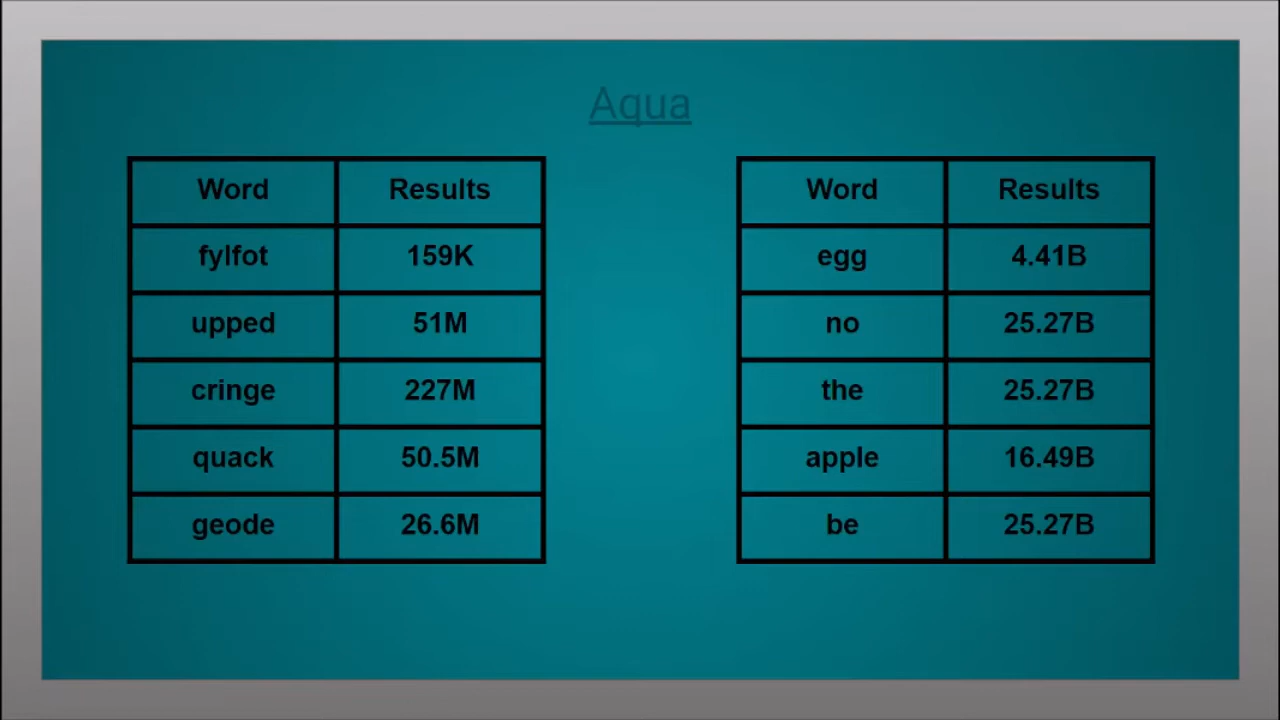 Aqua
Word Results
fylfot 159K
upped 51M
cringe 227M
quack 50.5M
geode 26.6M
Word Results
egg 4.41B
no 25.27B
the 25.27B
apple 16.49B
be 25.27B